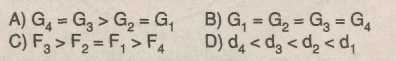 A) G₄ = G₃ > G₂ = G₁ B) G₁ = G₂ = G₃ = G₄
C) F₃ > F₂ = F₁ > F₄ D) d₄ < d₃ < d₂ < d₁